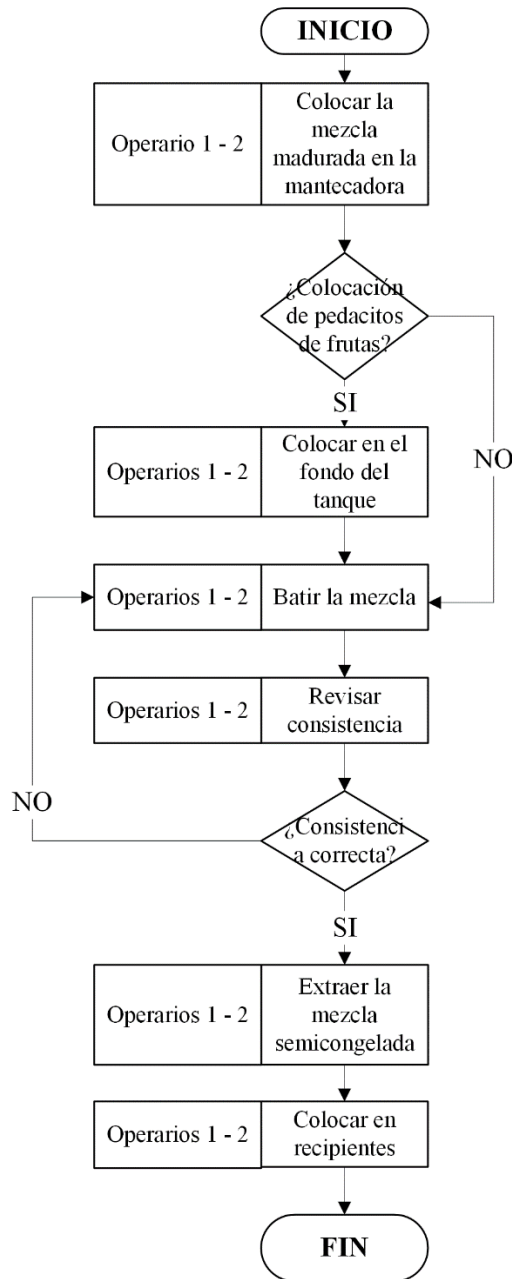 INICIO
Operario 1 - 2
Colocar la
mezcla
madurada en la
mantecadora
¿Colocación
de pedacitos
de frutas?
SI
NO
Operarios 1 - 2
Colocar en el
fondo del
tanque
Operarios 1 - 2
Batir la mezcla
Operarios 1 - 2
Revisar
consistencia
NO
¿Consistenci
a correcta?
SI
Operarios 1 - 2
Extraer la
mezcla
semicongelada
Operarios 1 - 2
Colocar en
recipientes
FIN